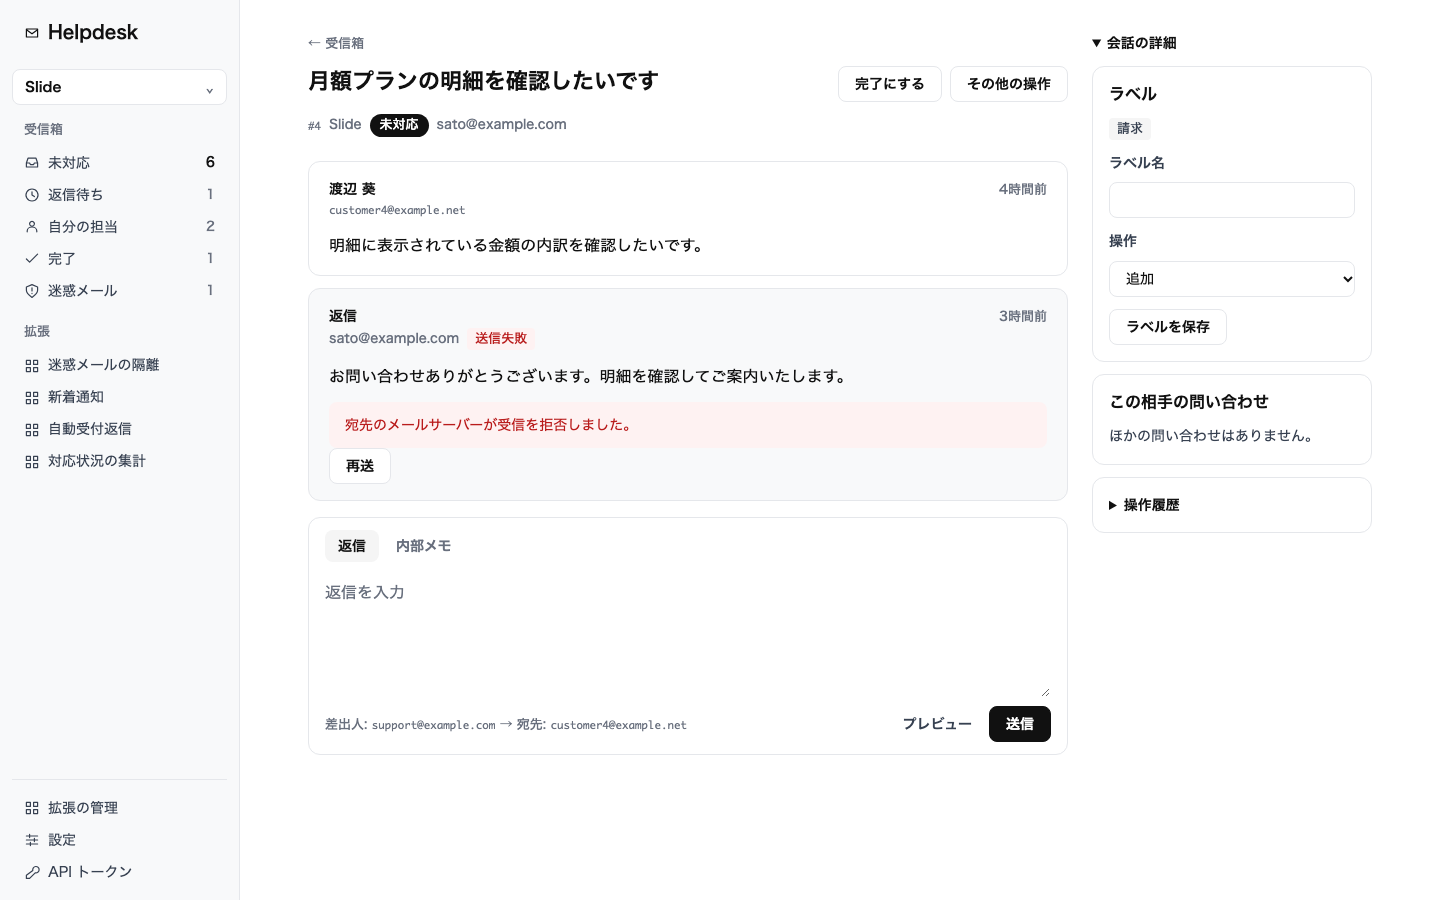 Helpdesk
Slide
受信箱
未対応 6
返信待ち 1
自分の担当 2
完了 1
迷惑メール 1
拡張
迷惑メールの隔離
新着通知
自動受付返信
対応状況の集計
拡張の管理
設定
API トークン
← 受信箱
月額プランの明細を確認したいです
完了にする
その他の操作
#4 Slide 未対応 sato@example.com
渡辺 葵 4時間前
customer4@example.net
明細に表示されている金額の内訳を確認したいです。
返信 3時間前
sato@example.com 送信失敗
お問い合わせありがとうございます。明細を確認してご案内いたします。
宛先のメールサーバーが受信を拒否しました。
再送
返信 内部メモ
返信を入力
差出人: support@example.com → 宛先: customer4@example.net
プレビュー
送信
▼ 会話の詳細
ラベル
請求
ラベル名
操作
追加
ラベルを保存
この相手の問い合わせ
ほかの問い合わせはありません。
▶ 操作履歴